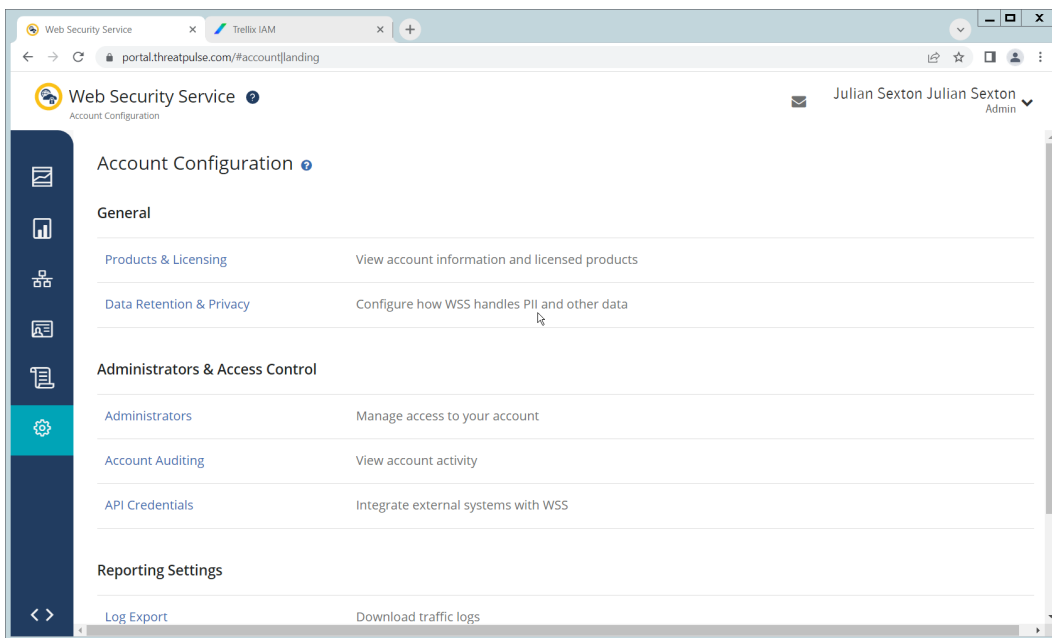 Web Security Service
Trellix IAM
portal.threatpulse.com/#account|landing
Web Security Service
Account Configuration
Julian Sexton Julian Sexton
Admin
Account Configuration
General
Products & Licensing View account information and licensed products
Data Retention & Privacy Configure how WSS handles PII and other data
Administrators & Access Control
Administrators Manage access to your account
Account Auditing View account activity
API Credentials Integrate external systems with WSS
Reporting Settings
Log Export Download traffic logs